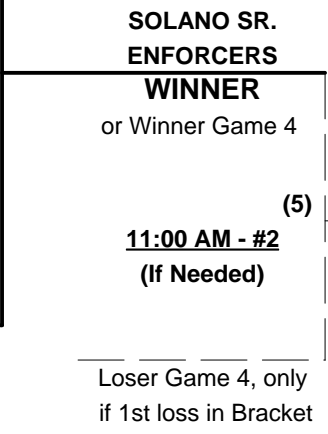 SOLANO SR.
ENFORCERS
WINNER
or Winner Game 4
(5)
11:00 AM - #2
(If Needed)
Loser Game 4, only
if 1st loss in Bracket